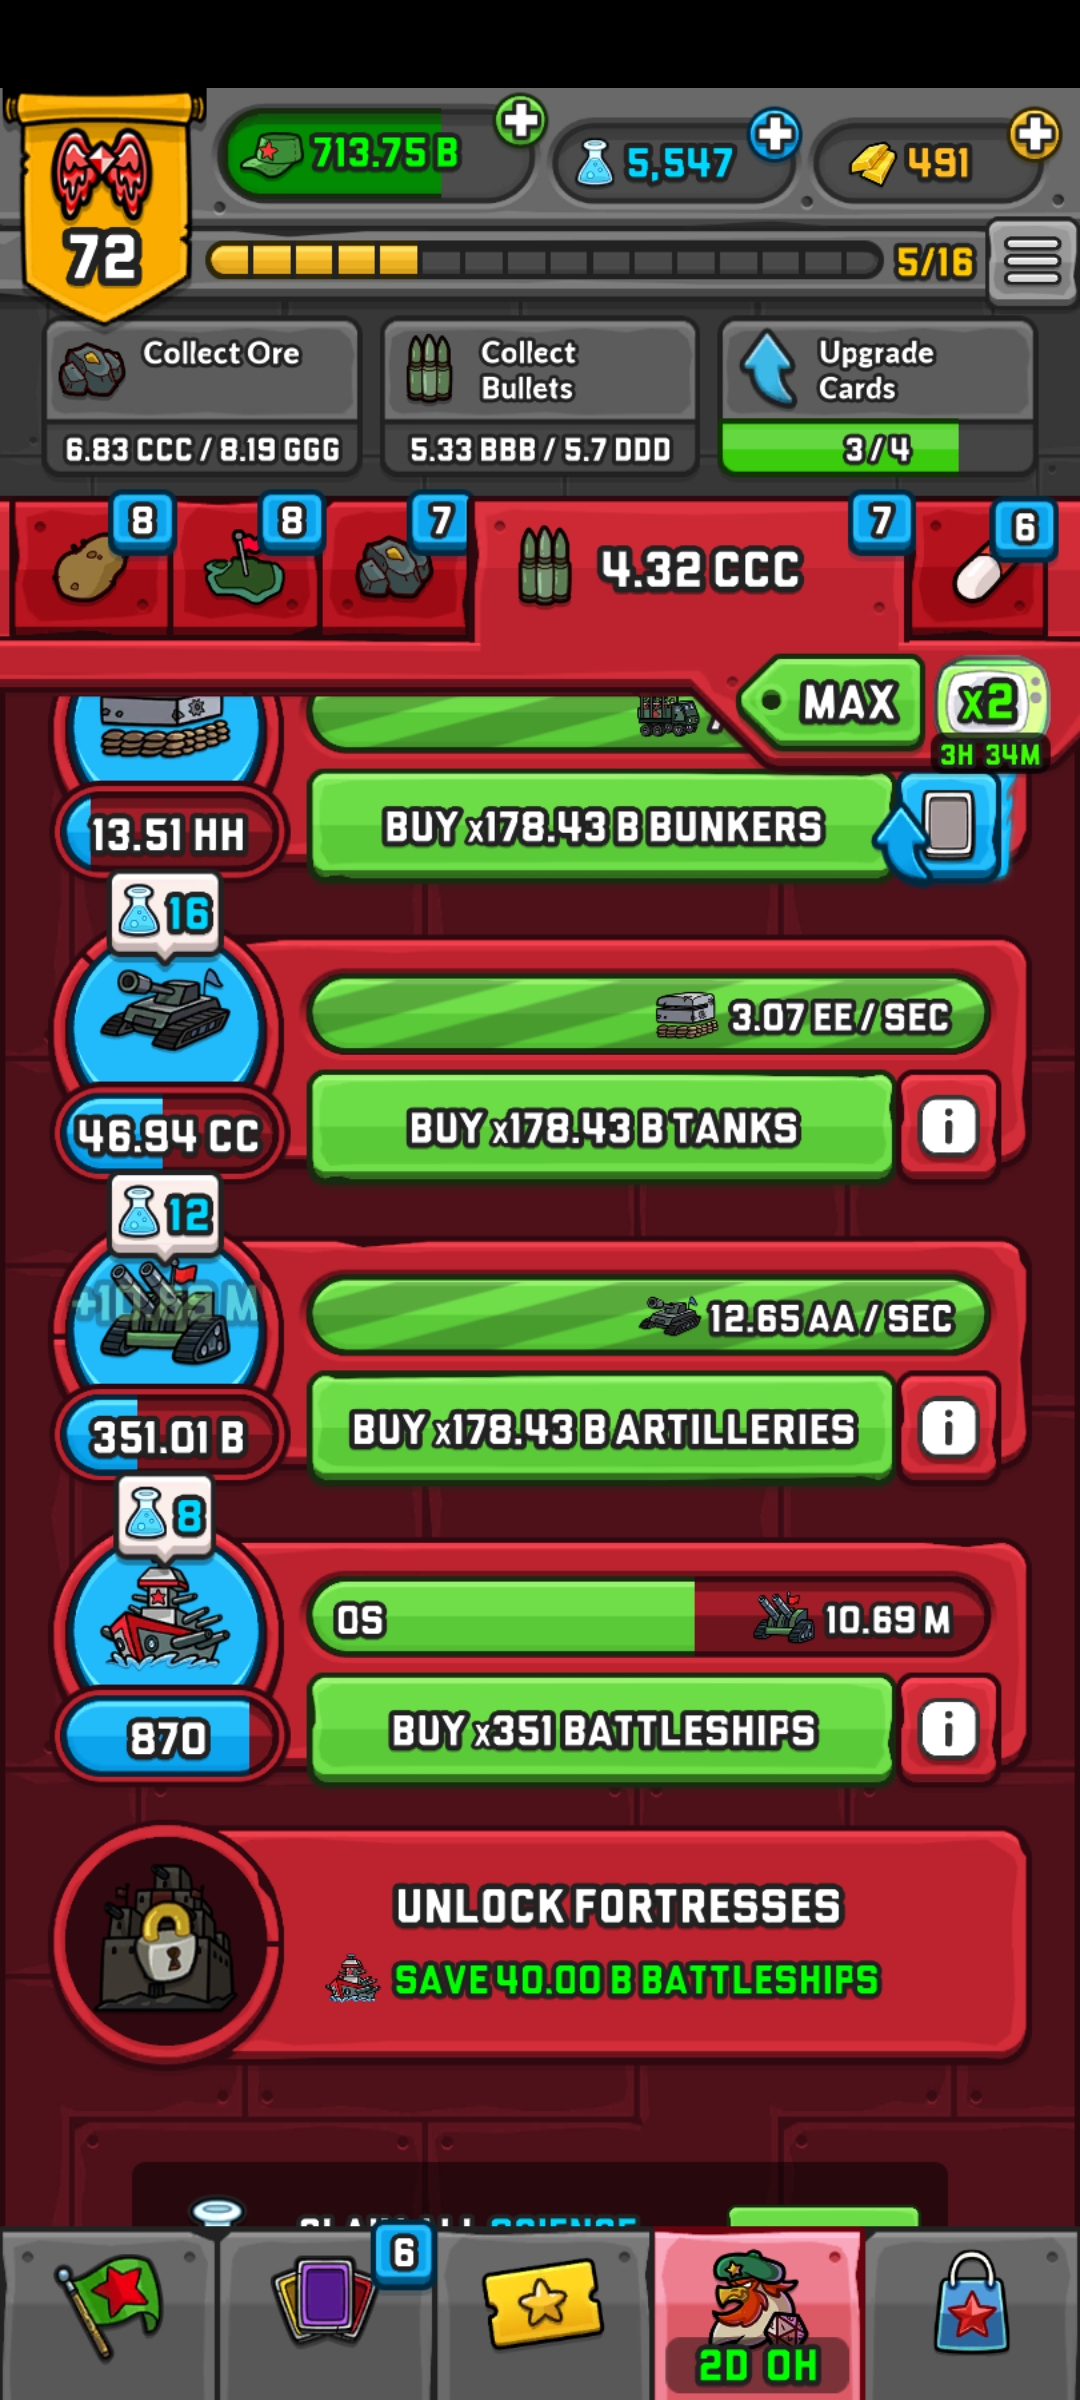 713.75 B
5,547
491
72
5/16
Collect Ore
6.83 CCC / 8.19 GGG
Collect
Bullets
5.33 BBB / 5.7 DDD
Upgrade
Cards
3/4
8
8
7
4.32 CCC
7
6
MAX
x2
3H 34M
13.51 HH
BUY x178.43 B BUNKERS
16
3.07 EE / SEC
46.94 CC
BUY x178.43 B TANKS
12
12.65 AA / SEC
351.01 B
BUY x178.43 B ARTILLERIES
8
0S
10.69 M
870
BUY x351 BATTLESHIPS
UNLOCK FORTRESSES
SAVE 40.00 B BATTLESHIPS
6
2D 0H